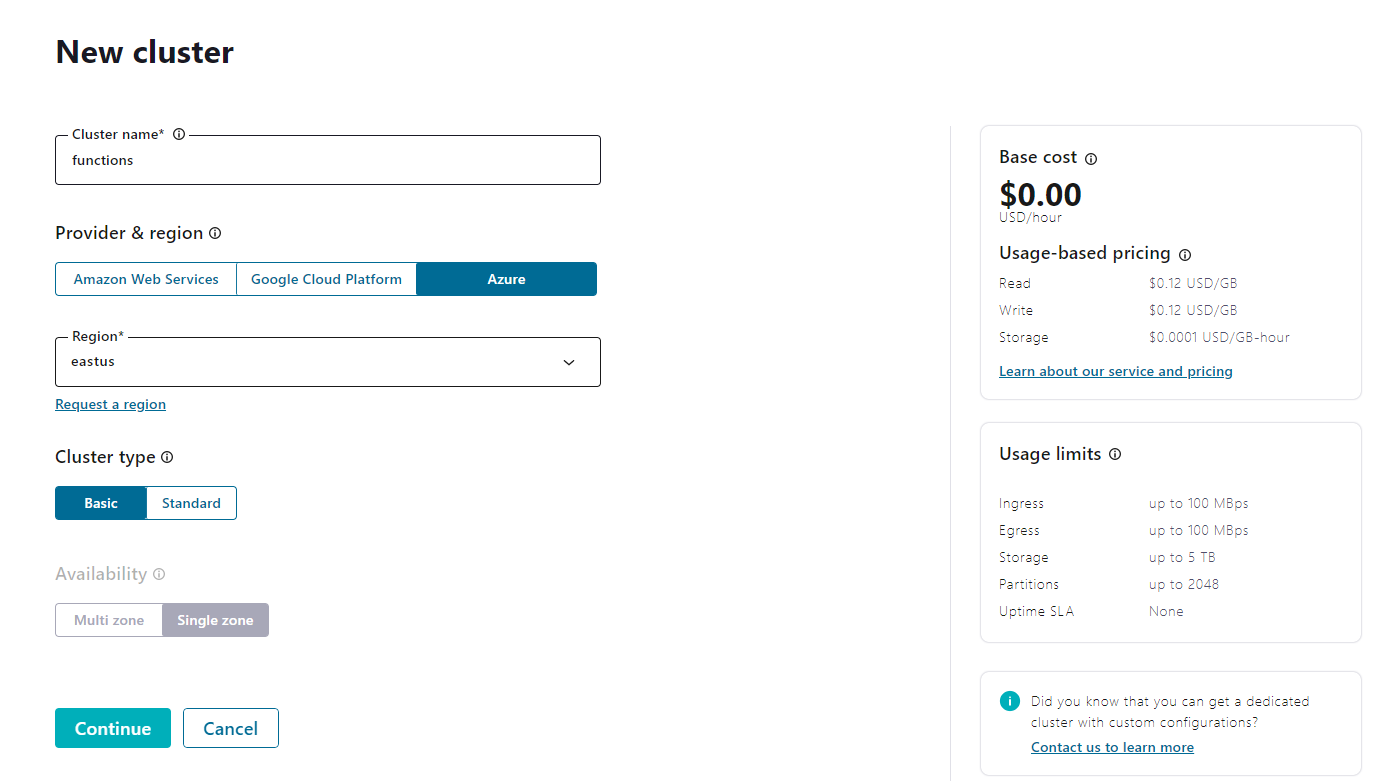 New cluster
Cluster name*
functions
Provider & region
Amazon Web Services Google Cloud Platform Azure
Region*
eastus
Request a region
Cluster type
Basic Standard
Availability
Multi zone Single zone
Continue Cancel
Base cost
$0.00
USD/hour
Usage-based pricing
Read $0.12 USD/GB
Write $0.12 USD/GB
Storage $0.0001 USD/GB-hour
Learn about our service and pricing
Usage limits
Ingress up to 100 MBps
Egress up to 100 MBps
Storage up to 5 TB
Partitions up to 2048
Uptime SLA None
Did you know that you can get a dedicated
cluster with custom configurations?
Contact us to learn more